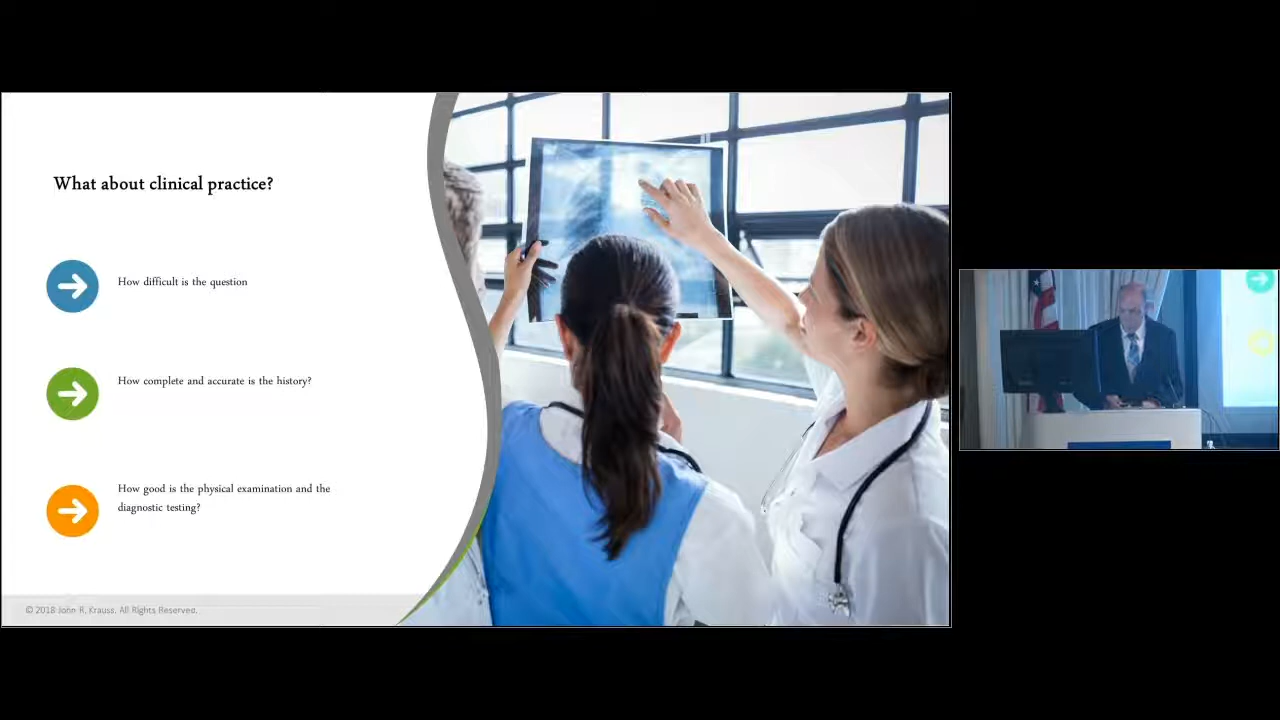 What about clinical practice?
How difficult is the question
How complete and accurate is the history?
How good is the physical examination and the
diagnostic testing?
© 2018 John R. Krauss. All Rights Reserved.